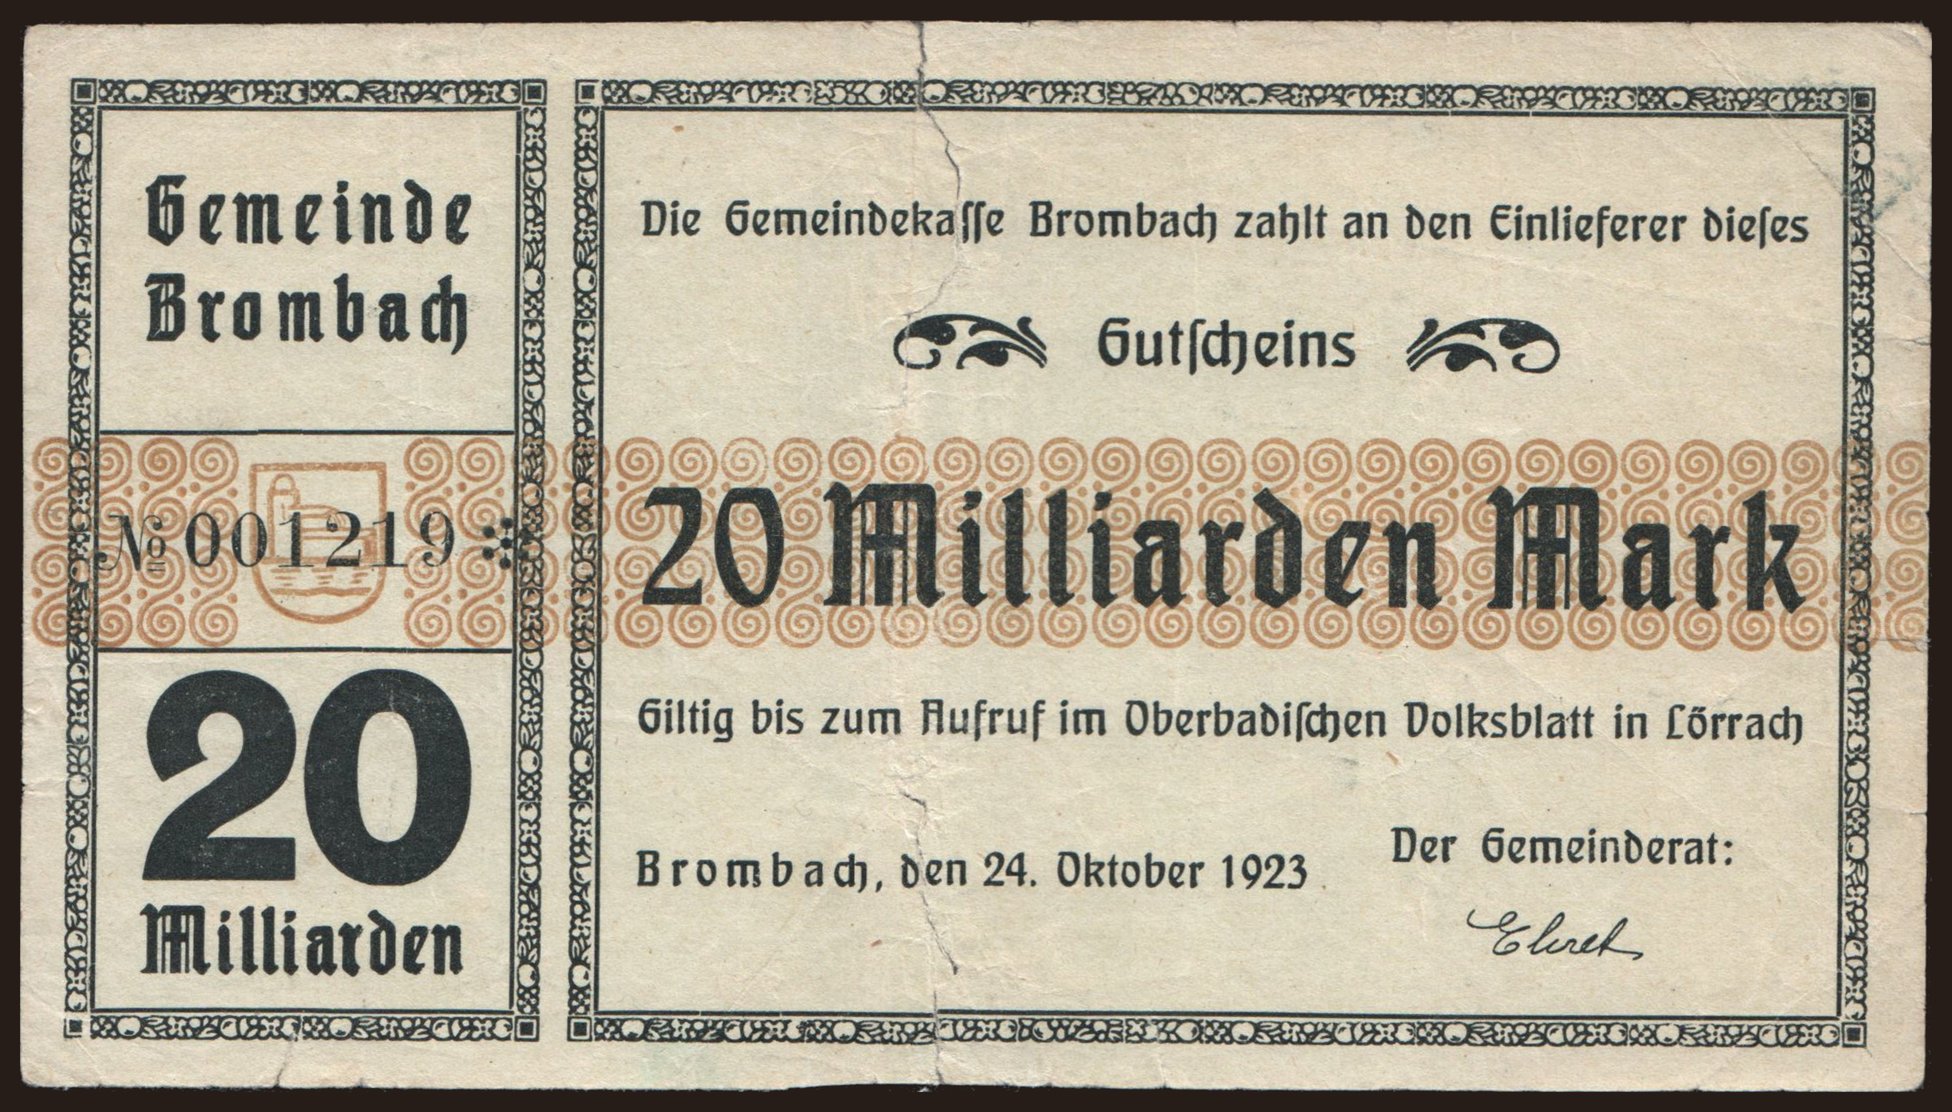 Gemeinde
Brombach
№ 001219
20
Milliarden
Die Gemeindekaſſe Brombach zahlt an den Einlieferer dieſes
Gutſcheins
20 Milliarden Mark
Giltig bis zum Aufruf im Oberbadiſchen Volksblatt in Lörrach
Brombach, den 24. Oktober 1923
Der Gemeinderat:
Ehret